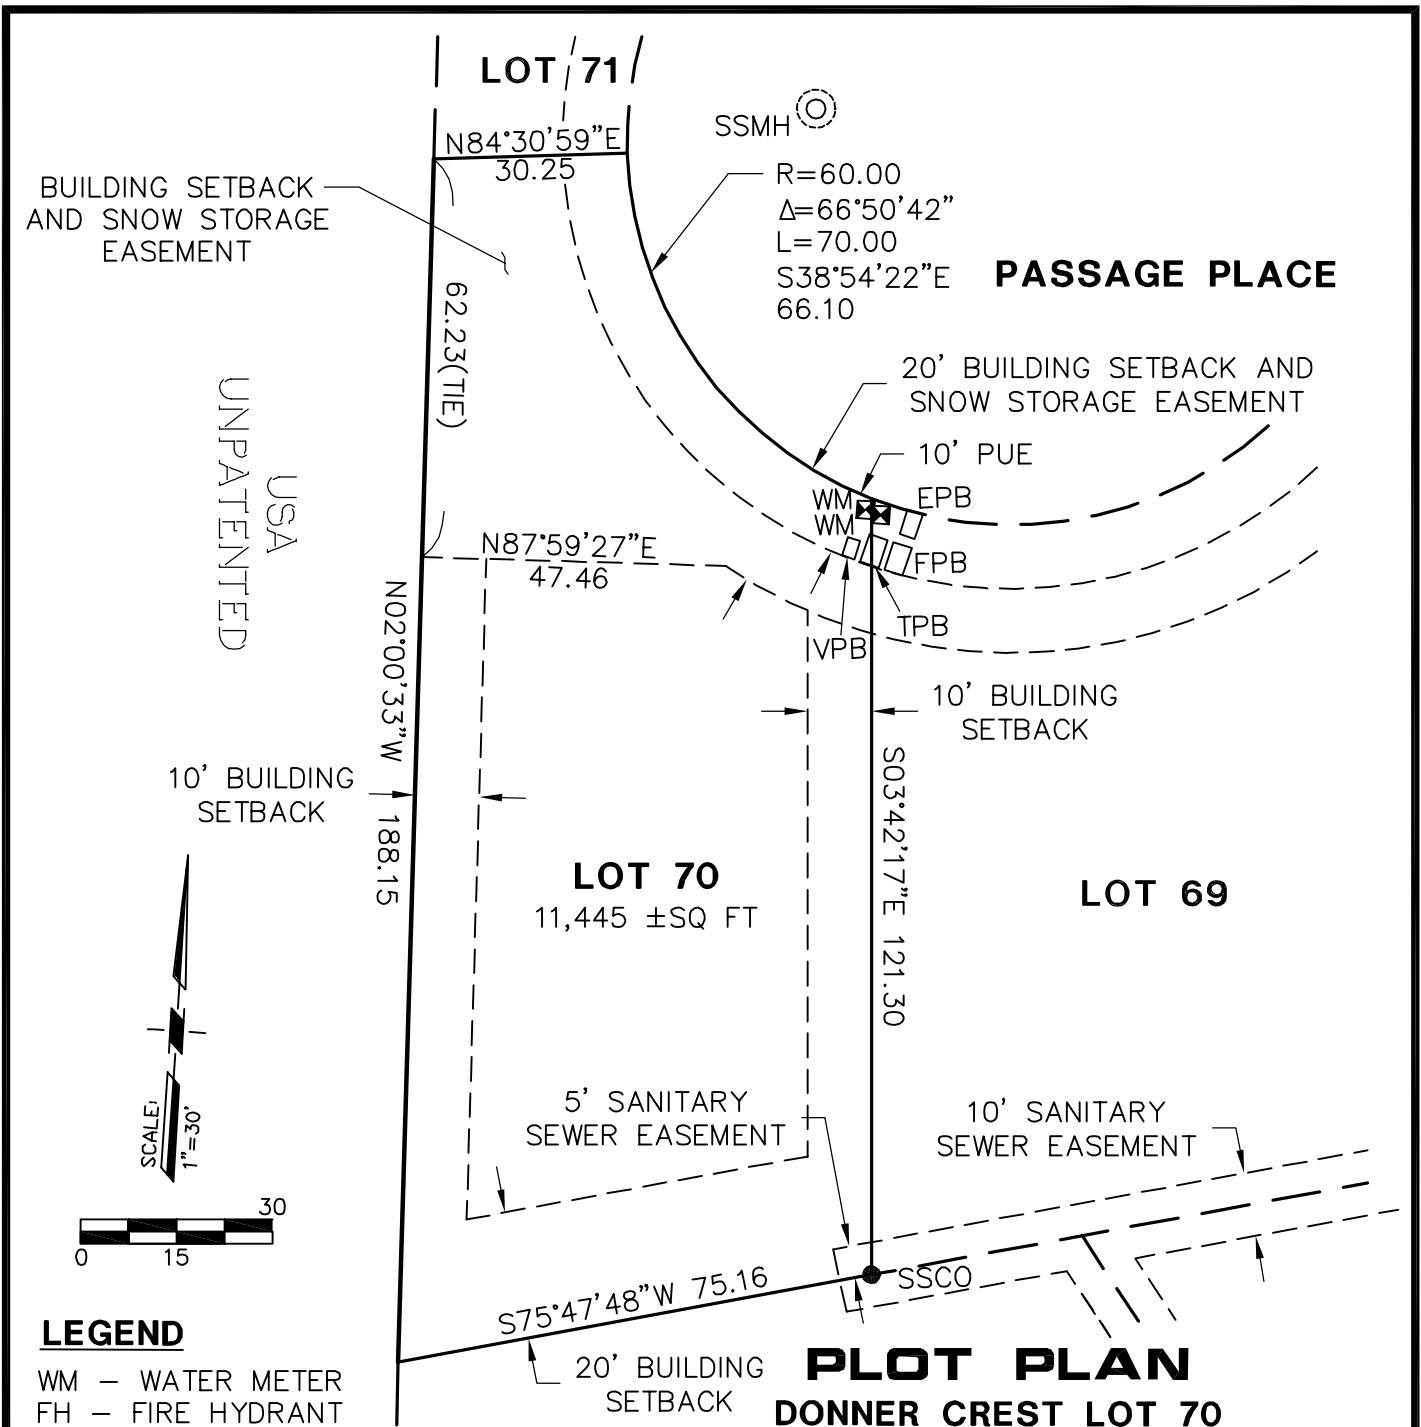 LOT 71
SSMH
N84°30'59"E
30.25
BUILDING SETBACK
AND SNOW STORAGE
EASEMENT
R=60.00
Δ=66°50'42"
L=70.00
S38°54'22"E
66.10
PASSAGE PLACE
62.23(TIE)
20' BUILDING SETBACK AND
SNOW STORAGE EASEMENT
10' PUE
USA
UNPATENTED
WM
EPB
WM
N87°59'27"E
47.46
FPB
TPB
VPB
N02°00'33"W 188.15
10' BUILDING
SETBACK
10' BUILDING
SETBACK
S03°42'17"E 121.30
LOT 70
11,445 ±SQ FT
LOT 69
SCALE:
1"=30'
5' SANITARY
SEWER EASEMENT
10' SANITARY
SEWER EASEMENT
30
0 15
SSCO
S75°47'48"W 75.16
LEGEND
WM – WATER METER
FH – FIRE HYDRANT
20' BUILDING
SETBACK
PLOT PLAN
DONNER CREST LOT 70